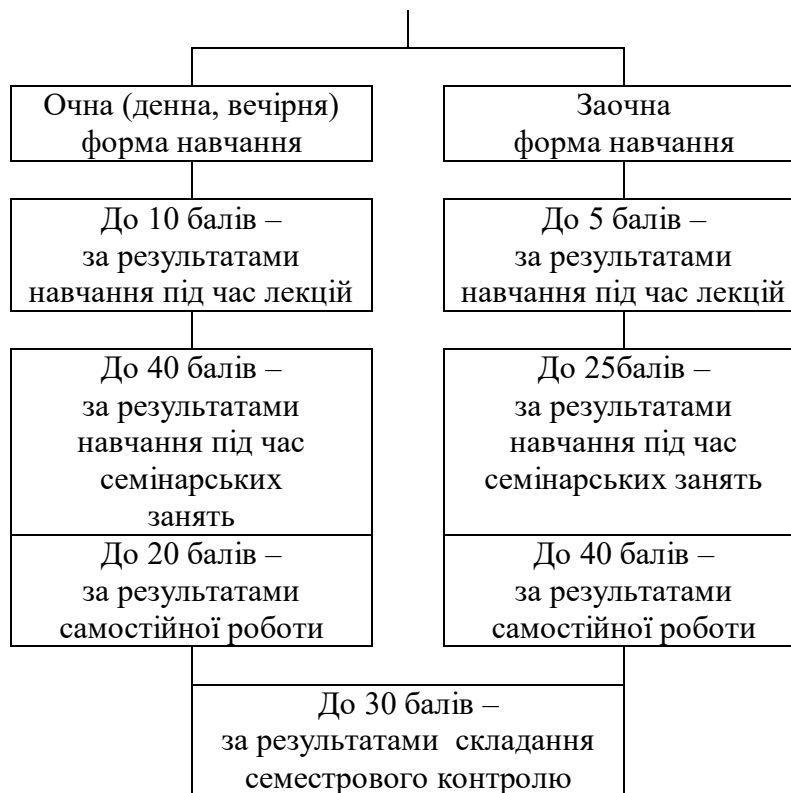 Очна (денна, вечірня)
форма навчання
До 10 балів –
за результатами
навчання під час лекцій
До 40 балів –
за результатами
навчання під час
семінарських
занять
До 20 балів –
за результатами
самостійної роботи
Заочна
форма навчання
До 5 балів –
за результатами
навчання під час лекцій
До 25балів –
за результатами
навчання під час
семінарських занять
До 40 балів –
за результатами
самостійної роботи
До 30 балів –
за результатами складання
семестрового контролю